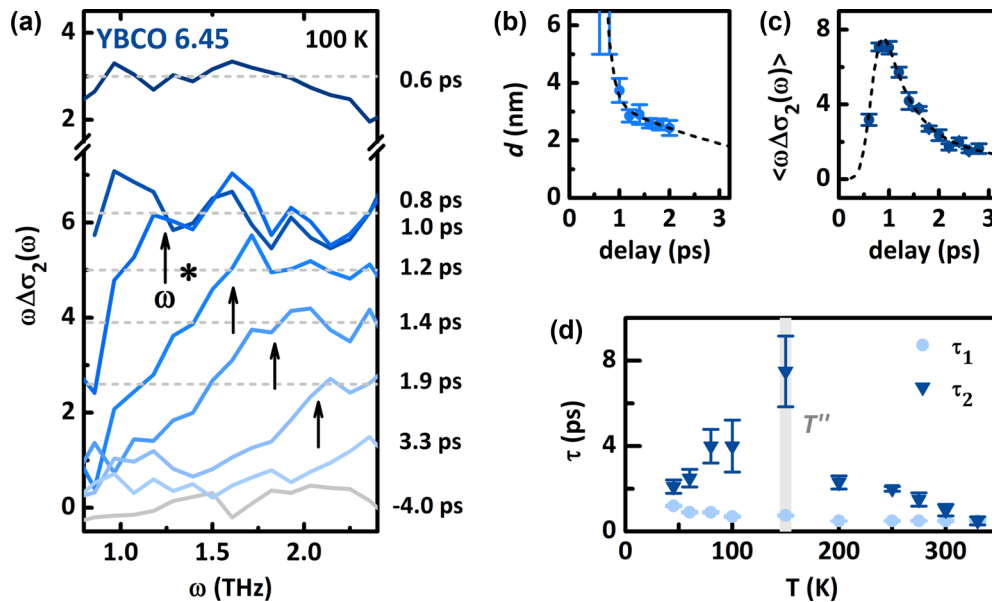 (a)
YBCO 6.45
100 K
4
2
6
4
2
0
ωΔσ₂(ω)
0.6 ps
0.8 ps
1.0 ps
1.2 ps
1.4 ps
1.9 ps
3.3 ps
-4.0 ps
ω*
1.0 1.5 2.0
ω (THz)
(b)
6
4
2
0
d (nm)
0 1 2 3
delay (ps)
(c)
8
4
0
<ωΔσ₂(ω)>
0 1 2 3
delay (ps)
(d)
8
4
0
τ (ps)
τ₁
τ₂
T''
0 100 200 300
T (K)